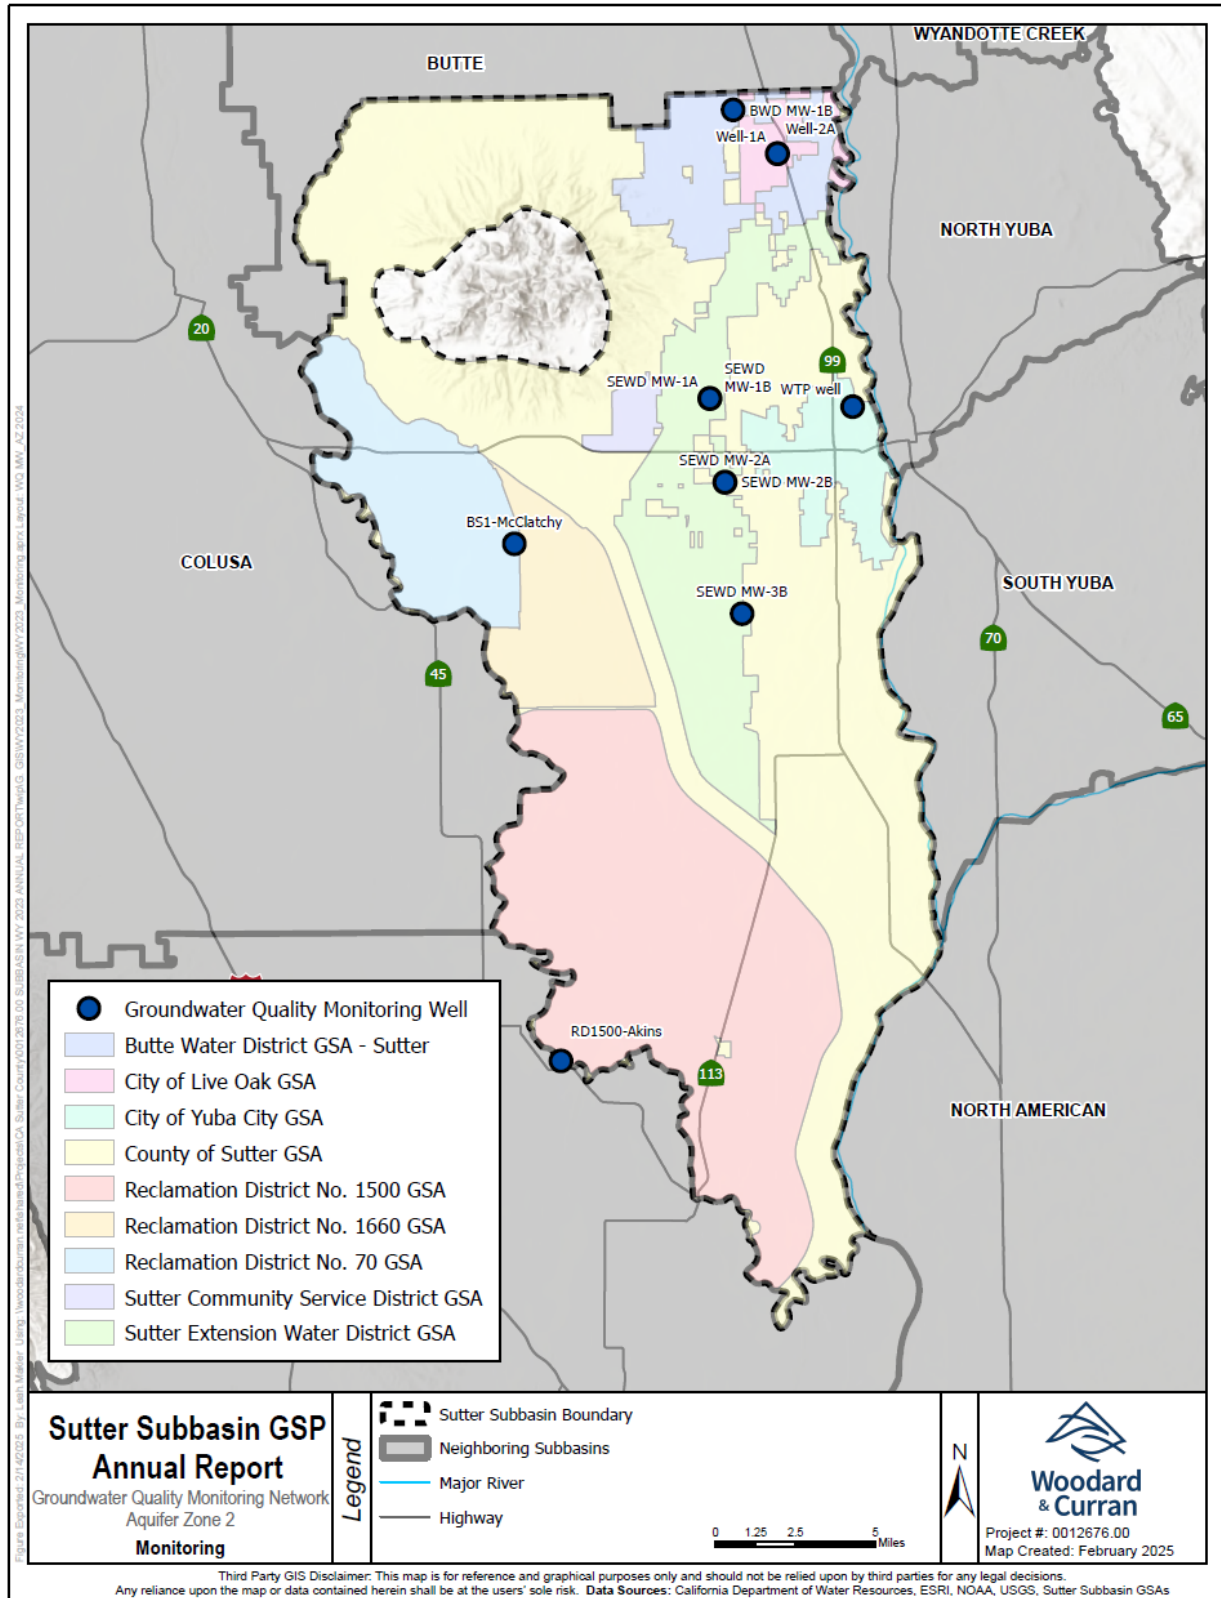 WYANDOTTE CREEK
BUTTE
BWD MW-1B
Well-2A
Well-1A
NORTH YUBA
20
99
SEWD
MW-1B
SEWD MW-1A
WTP well
SEWD MW-2A
SEWD MW-2B
BS1-McClatchy
COLUSA
SOUTH YUBA
SEWD MW-3B
70
45
65
RD1500-Akins
113
NORTH AMERICAN
Groundwater Quality Monitoring Well
Butte Water District GSA - Sutter
City of Live Oak GSA
City of Yuba City GSA
County of Sutter GSA
Reclamation District No. 1500 GSA
Reclamation District No. 1660 GSA
Reclamation District No. 70 GSA
Sutter Community Service District GSA
Sutter Extension Water District GSA
Sutter Subbasin GSP
Annual Report
Groundwater Quality Monitoring Network
Aquifer Zone 2
Monitoring
Legend
Sutter Subbasin Boundary
Neighboring Subbasins
Major River
Highway
0 1.25 2.5 5
Miles
N
Woodard
& Curran
Project #: 0012676.00
Map Created: February 2025
Third Party GIS Disclaimer: This map is for reference and graphical purposes only and should not be relied upon by third parties for any legal decisions.
Any reliance upon the map or data contained herein shall be at the users' sole risk. Data Sources: California Department of Water Resources, ESRI, NOAA, USGS, Sutter Subbasin GSAs
Figure Exported: 2/14/2025 By: Leah.Makler Using: